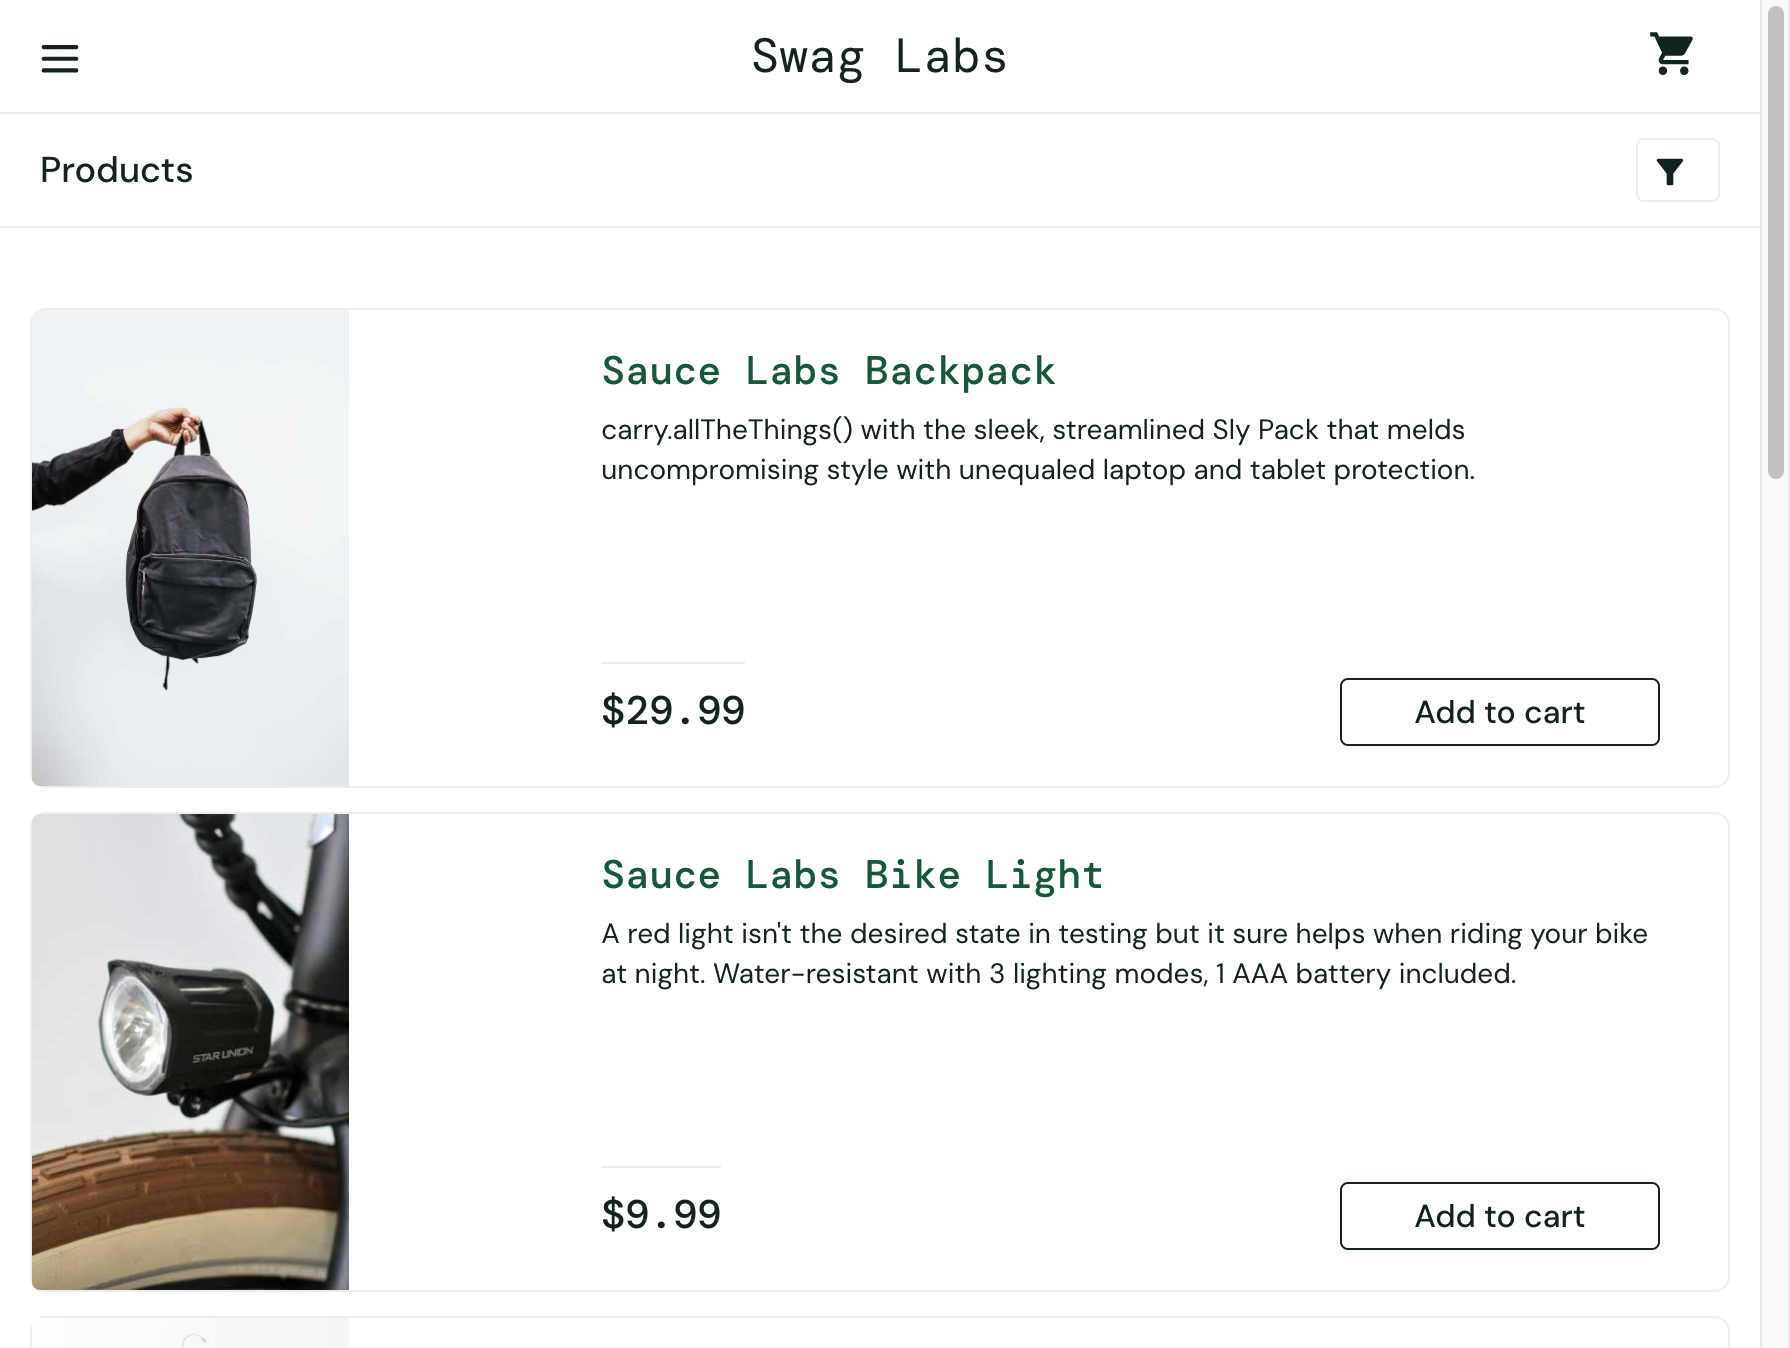 Swag Labs
Products
Sauce Labs Backpack
carry.allTheThings() with the sleek, streamlined Sly Pack that melds
uncompromising style with unequaled laptop and tablet protection.
$29.99
Add to cart
Sauce Labs Bike Light
A red light isn't the desired state in testing but it sure helps when riding your bike
at night. Water-resistant with 3 lighting modes, 1 AAA battery included.
STAR UNION
$9.99
Add to cart